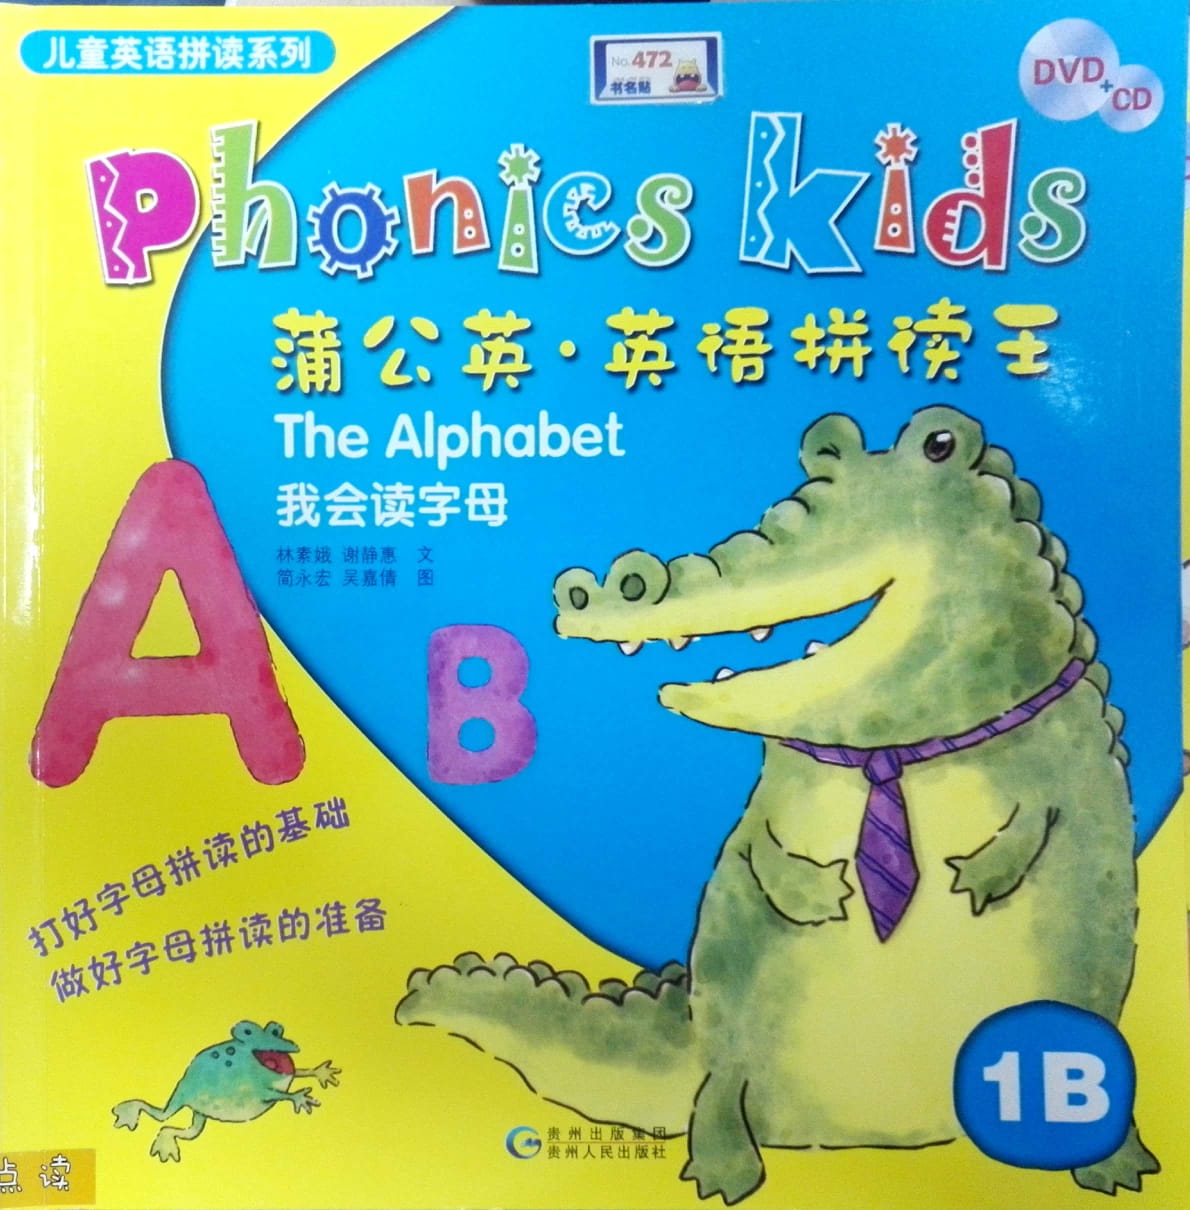 儿童英语拼读系列
No.472
书名贴
DVD+CD
Phonics kids
蒲公英·英语拼读王
The Alphabet
我会读字母
林素娥 谢静惠 文
简永宏 吴嘉倩 图
A
B
打好字母拼读的基础
做好字母拼读的准备
1B
贵州出版集团
贵州人民出版社
点读